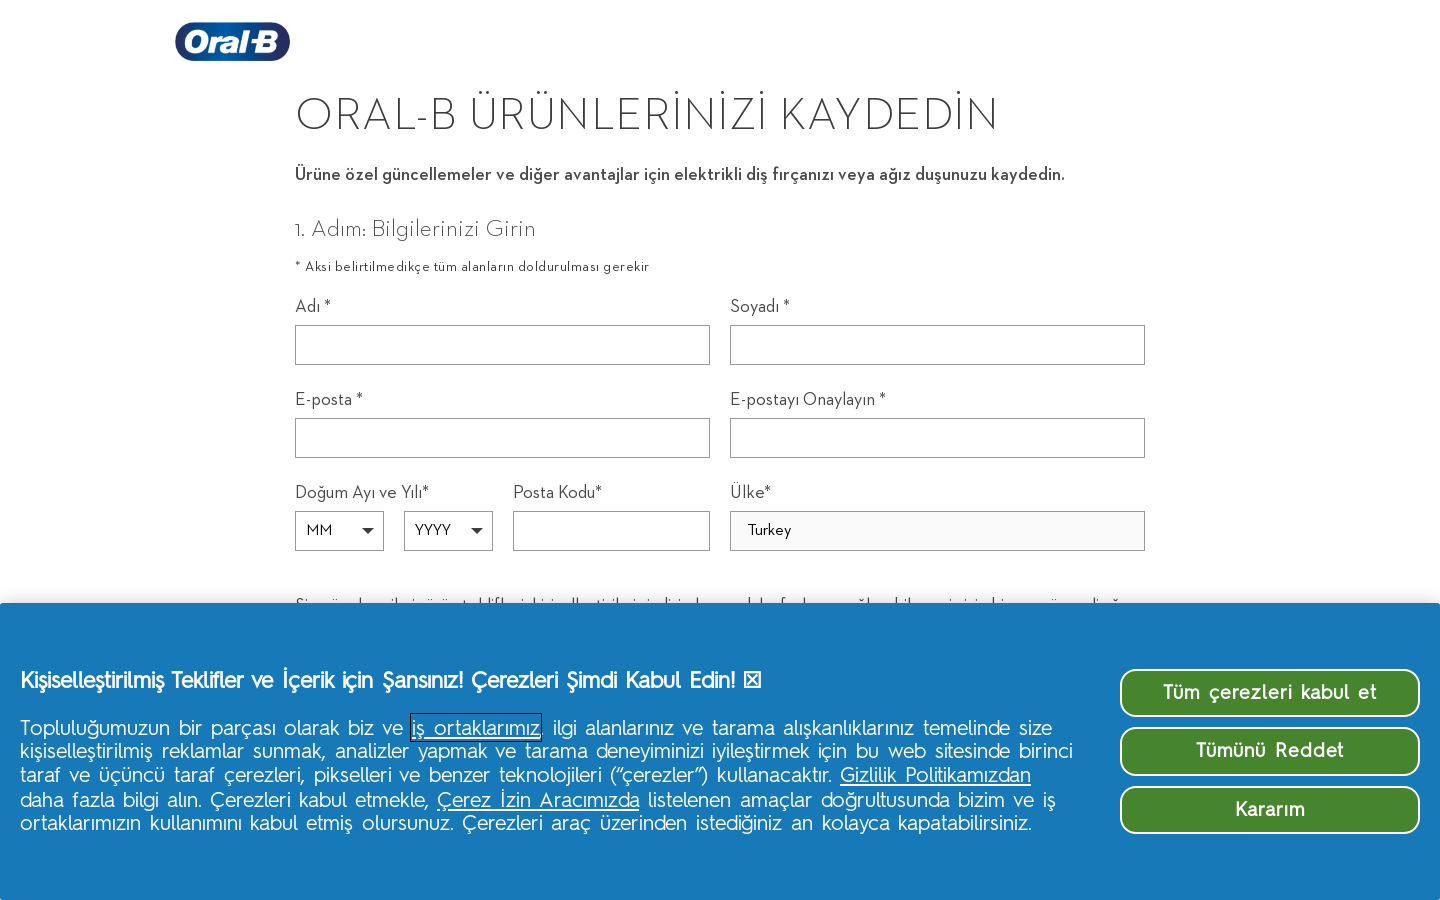 Oral-B
ORAL-B ÜRÜNLERİNİZİ KAYDEDİN
Ürüne özel güncellemeler ve diğer avantajlar için elektrikli diş fırçanızı veya ağız duşunuzu kaydedin.
1. Adım: Bilgilerinizi Girin
* Aksi belirtilmedikçe tüm alanların doldurulması gerekir
Adı *
Soyadı *
E-posta *
E-postayı Onaylayın *
Doğum Ayı ve Yılı*
Posta Kodu*
Ülke*
MM
YYYY
Turkey
Kişiselleştirilmiş Teklifler ve İçerik için Şansınız! Çerezleri Şimdi Kabul Edin!
Topluluğumuzun bir parçası olarak biz ve iş ortaklarımız, ilgi alanlarınız ve tarama alışkanlıklarınız temelinde size
kişiselleştirilmiş reklamlar sunmak, analizler yapmak ve tarama deneyiminizi iyileştirmek için bu web sitesinde birinci
taraf ve üçüncü taraf çerezleri, pikselleri ve benzer teknolojileri (“çerezler”) kullanacaktır. Gizlilik Politikamızdan
daha fazla bilgi alın. Çerezleri kabul etmekle, Çerez İzin Aracımızda listelenen amaçlar doğrultusunda bizim ve iş
ortaklarımızın kullanımını kabul etmiş olursunuz. Çerezleri araç üzerinden istediğiniz an kolayca kapatabilirsiniz.
Tüm çerezleri kabul et
Tümünü Reddet
Kararım